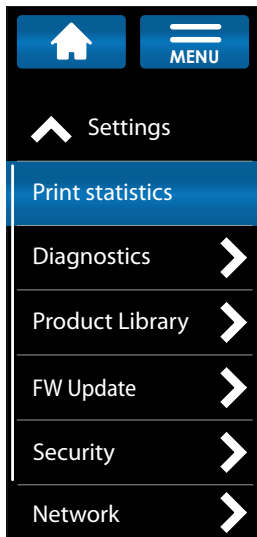 MENU
Settings
Print statistics
Diagnostics
Product Library
FW Update
Security
Network